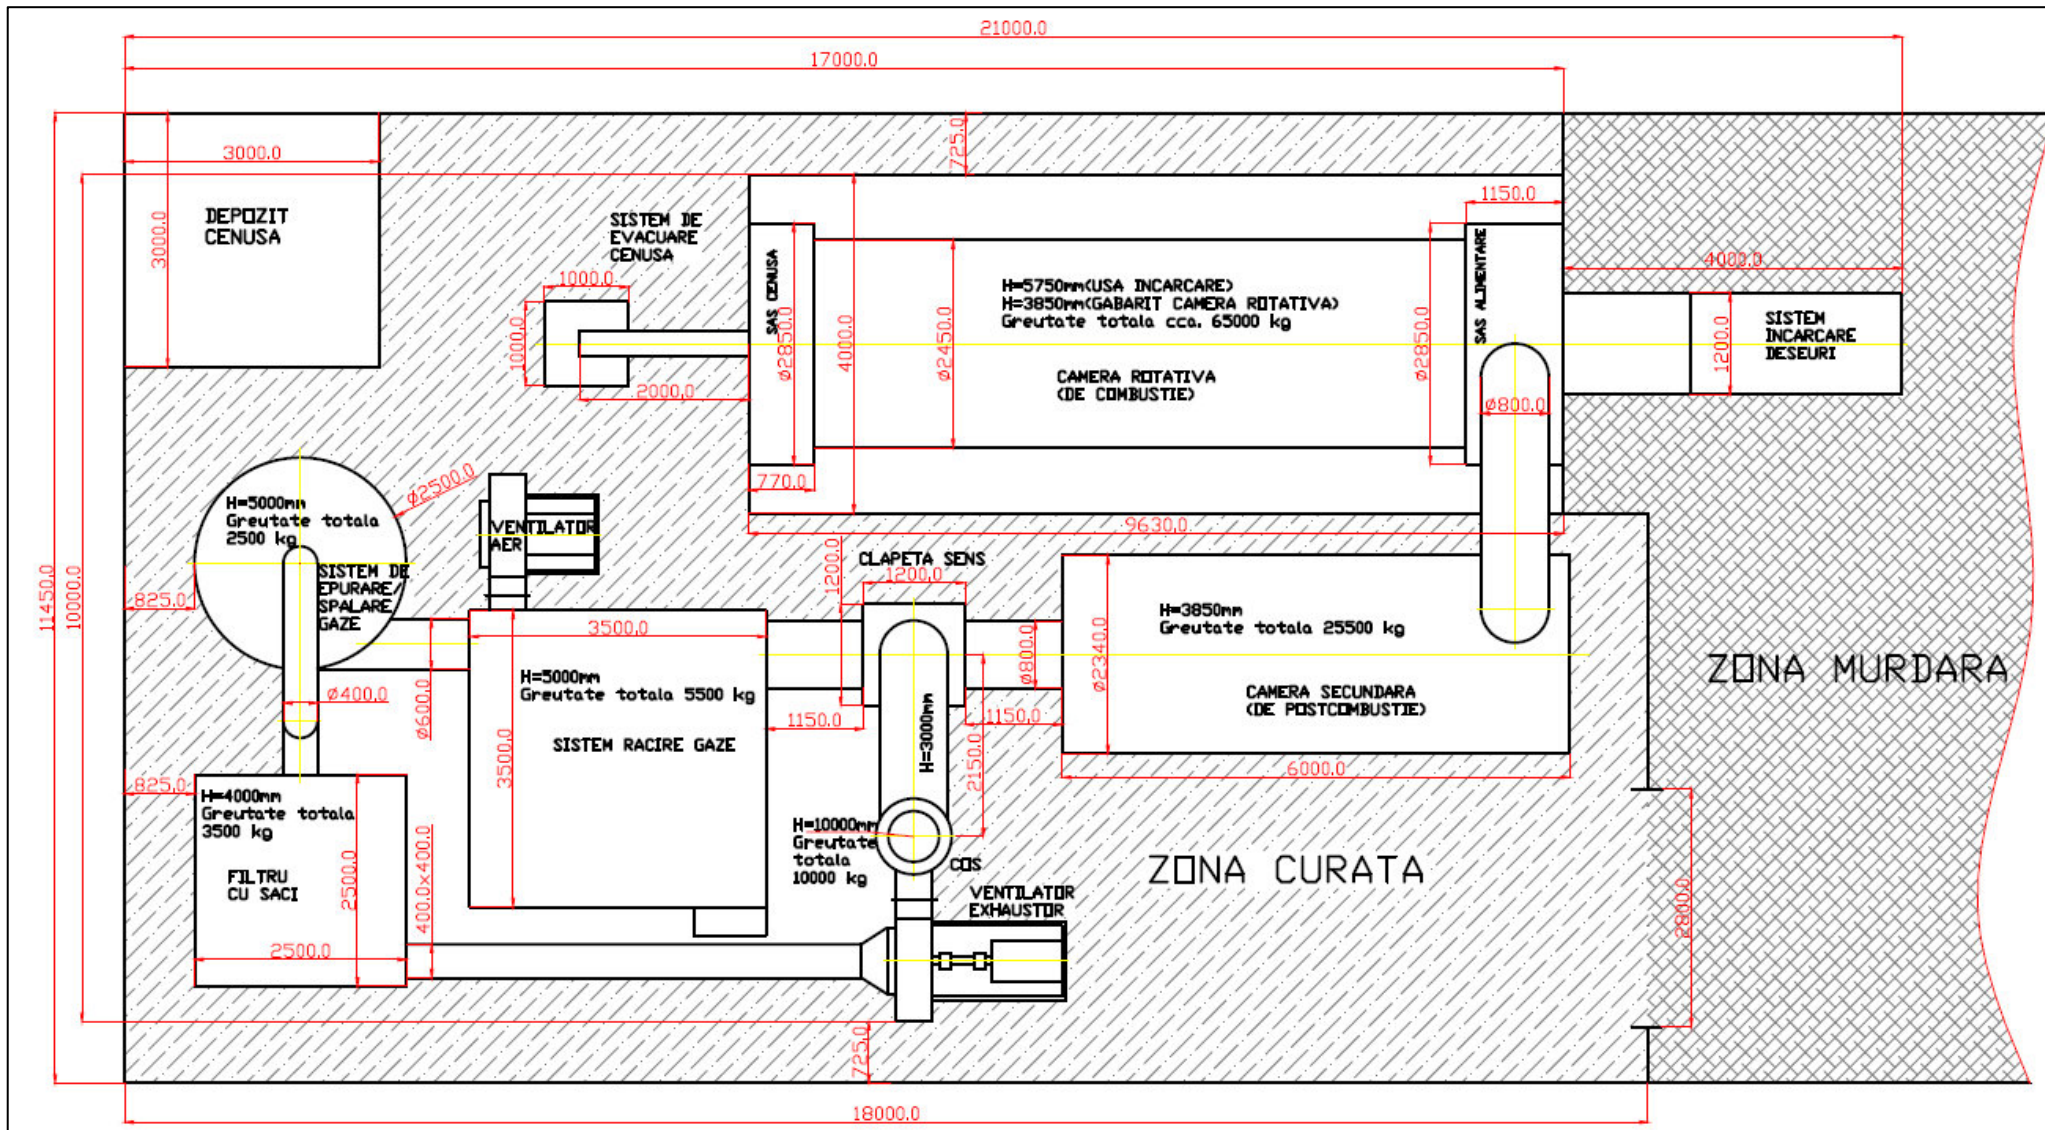 21000.0
17000.0
3000.0
3000.0
DEPOZIT
CENUSA
725.0
1150.0
SISTEM DE
EVACUARE
CENUSA
1000.0
1000.0
2000.0
SAS CENUSA
Ø2850.0
4000.0
Ø2450.0
H=5750mm(USA INCARCARE)
H=3850mm(GABARIT CAMERA ROTATIVA)
Greutate totala cca. 65000 kg
CAMERA ROTATIVA
(DE COMBUSTIE)
SAS ALIMENTARE
Ø2850.0
Ø800.0
4000.0
1200.0
SISTEM
INCARCARE
DESEURI
770.0
9630.0
11450.0
10000.0
H=5000mm
Greutate totala
2500 kg
Ø2500.0
SISTEM DE
EPURARE/
SPALARE
GAZE
825.0
VENTILATOR
AER
CLAPETA SENS
1200.0
1200.0
3500.0
3500.0
H=5000mm
Greutate totala 5500 kg
SISTEM RACIRE GAZE
Ø600.0
Ø400.0
1150.0
1150.0
Ø800.0
Ø2340.0
H=3850mm
Greutate totala 25500 kg
CAMERA SECUNDARA
(DE POSTCOMBUSTIE)
6000.0
H=3000mm
2150.0
ZONA MURDARA
825.0
H=4000mm
Greutate totala
3500 kg
FILTRU
CU SACI
2500.0
2500.0
400.0x400.0
H=10000mm
Greutate
totala
10000 kg
COS
VENTILATOR
EXHAUSTOR
ZONA CURATA
2800.0
725.0
18000.0